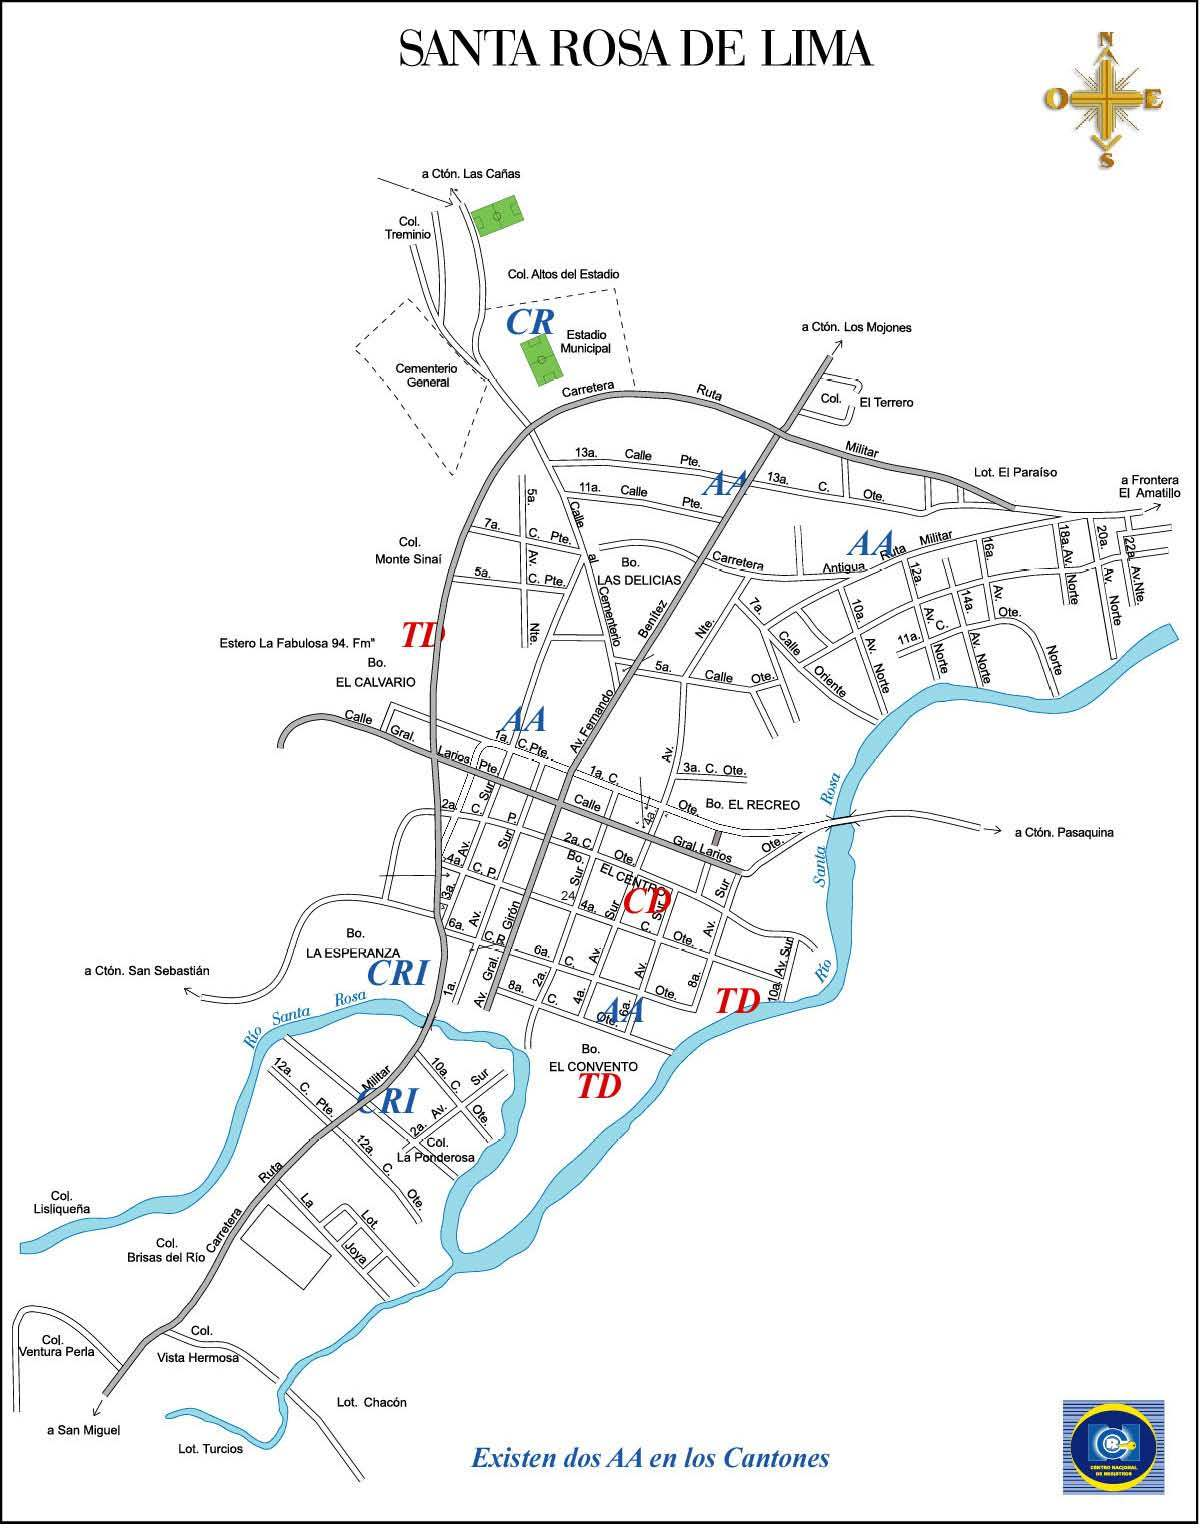 SANTA ROSA DE LIMA
N
O
E
S
a Ctón. Las Cañas
Col.
Treminio
Col. Altos del Estadio
CR
Estadio
Municipal
Cementerio
General
a Ctón. Los Mojones
Col.
El Terrero
Carretera
Ruta
Militar
Lot. El Paraíso
a Frontera
El Amatillo
13a. Calle Pte.
AA
13a. C. Ote.
11a. Calle Pte.
5a. Av. Nte.
7a. C. Pte.
5a. C. Pte.
Calle al Cementerio
Col.
Monte Sinaí
Bo.
LAS DELICIAS
Carretera Antigua Ruta Militar
AA
18a. Av. Norte
20a. Av. Norte
22a. Av. Nte.
16a. Av. Norte
14a. Av. Norte
12a. Av. Norte
10a. Av. Norte
11a. C. Ote.
7a. Calle Oriente
Estero La Fabulosa 94. Fm"
TD
Bo.
EL CALVARIO
Av. Fernando Benítez
Nte.
5a. Calle Ote.
Calle Gral. Larios Pte.
AA
1a. C. Pte.
1a. C. Ote.
3a. C. Ote.
4a. Av.
Bo. EL RECREO
Calle Gral. Larios Ote.
Río Santa Rosa
a Ctón. Pasaquina
2a. C. P.
2a. C. Ote.
4a. C. P.
Bo.
EL CENTRO
CD
24
4a. C. Ote.
3a. Av. Sur
1a. Av. Sur
Av. Gral. Girón
6a. C. P.
6a. C. Ote.
2a. Av. Sur
4a. Av. Sur
6a. Av. Sur
8a. Av. Sur
10a. Av. Sur
8a. C. Ote.
AA
TD
Bo.
LA ESPERANZA
CRI
a Ctón. San Sebastián
Río Santa Rosa
Bo.
EL CONVENTO
TD
12a. C. Pte.
CRI
10a. C. Ote.
2a. Av. Sur
Col.
La Ponderosa
12a. C. Ote.
Carretera Ruta Militar
La Joya
Lot.
Col.
Lisliqueña
Col.
Brisas del Río
Col.
Ventura Perla
Col.
Vista Hermosa
Lot. Chacón
a San Miguel
Lot. Turcios
Existen dos AA en los Cantones
CNR
CENTRO NACIONAL
DE REGISTROS